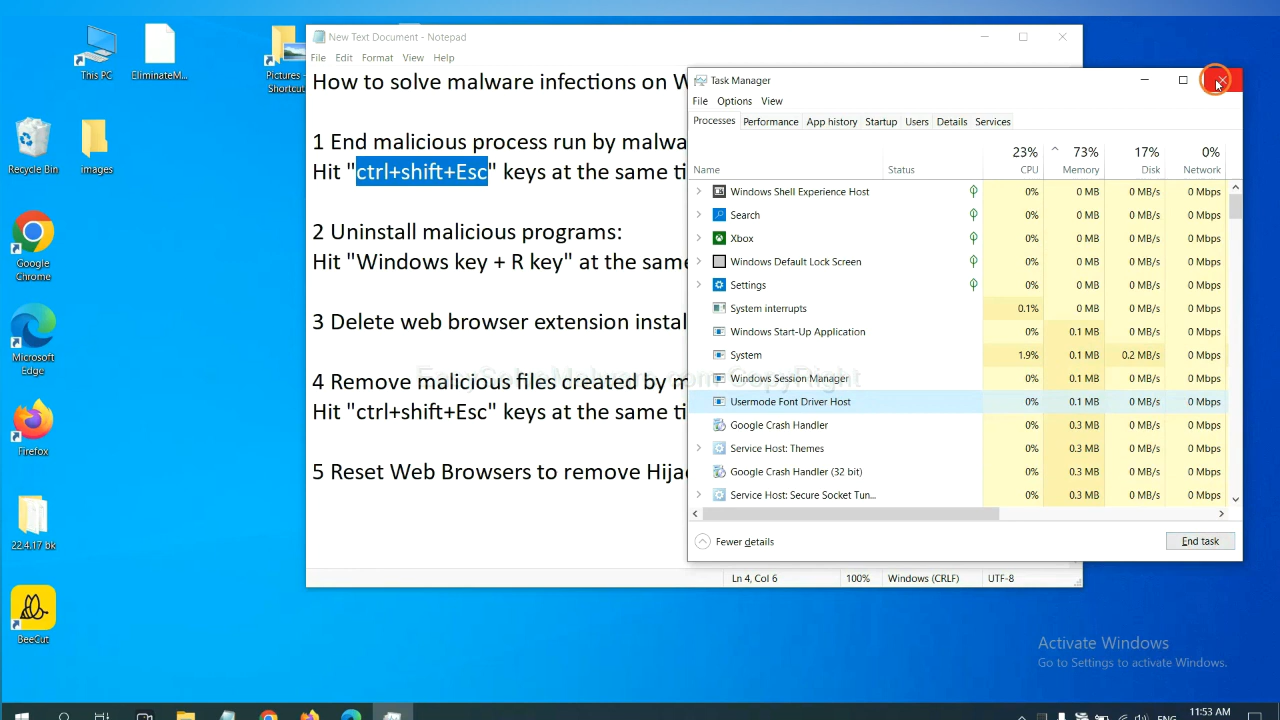 This PC
EliminateM...
Pictures -
Shortcut
Recycle Bin
images
Google
Chrome
Microsoft
Edge
Firefox
22.4.17 bk
BeeCut
New Text Document - Notepad
File Edit Format View Help
How to solve malware infections on W
1 End malicious process run by malwa
Hit "ctrl+shift+Esc" keys at the same ti
2 Uninstall malicious programs:
Hit "Windows key + R key" at the same
3 Delete web browser extension instal
4 Remove malicious files created by m
Hit "ctrl+shift+Esc" keys at the same ti
5 Reset Web Browsers to remove Hijac
Ln 4, Col 6 100% Windows (CRLF) UTF-8
Task Manager
File Options View
Processes Performance App history Startup Users Details Services
23% 73% 17% 0%
Name Status CPU Memory Disk Network
Windows Shell Experience Host 0% 0 MB 0 MB/s 0 Mbps
Search 0% 0 MB 0 MB/s 0 Mbps
Xbox 0% 0 MB 0 MB/s 0 Mbps
Windows Default Lock Screen 0% 0 MB 0 MB/s 0 Mbps
Settings 0% 0 MB 0 MB/s 0 Mbps
System interrupts 0.1% 0 MB 0 MB/s 0 Mbps
Windows Start-Up Application 0% 0.1 MB 0 MB/s 0 Mbps
System 1.9% 0.1 MB 0.2 MB/s 0 Mbps
Windows Session Manager 0% 0.1 MB 0 MB/s 0 Mbps
Usermode Font Driver Host 0% 0.1 MB 0 MB/s 0 Mbps
Google Crash Handler 0% 0.3 MB 0 MB/s 0 Mbps
Service Host: Themes 0% 0.3 MB 0 MB/s 0 Mbps
Google Crash Handler (32 bit) 0% 0.3 MB 0 MB/s 0 Mbps
Service Host: Secure Socket Tun... 0% 0.3 MB 0 MB/s 0 Mbps
Fewer details End task
Activate Windows
Go to Settings to activate Windows.
ENG
11:53 AM